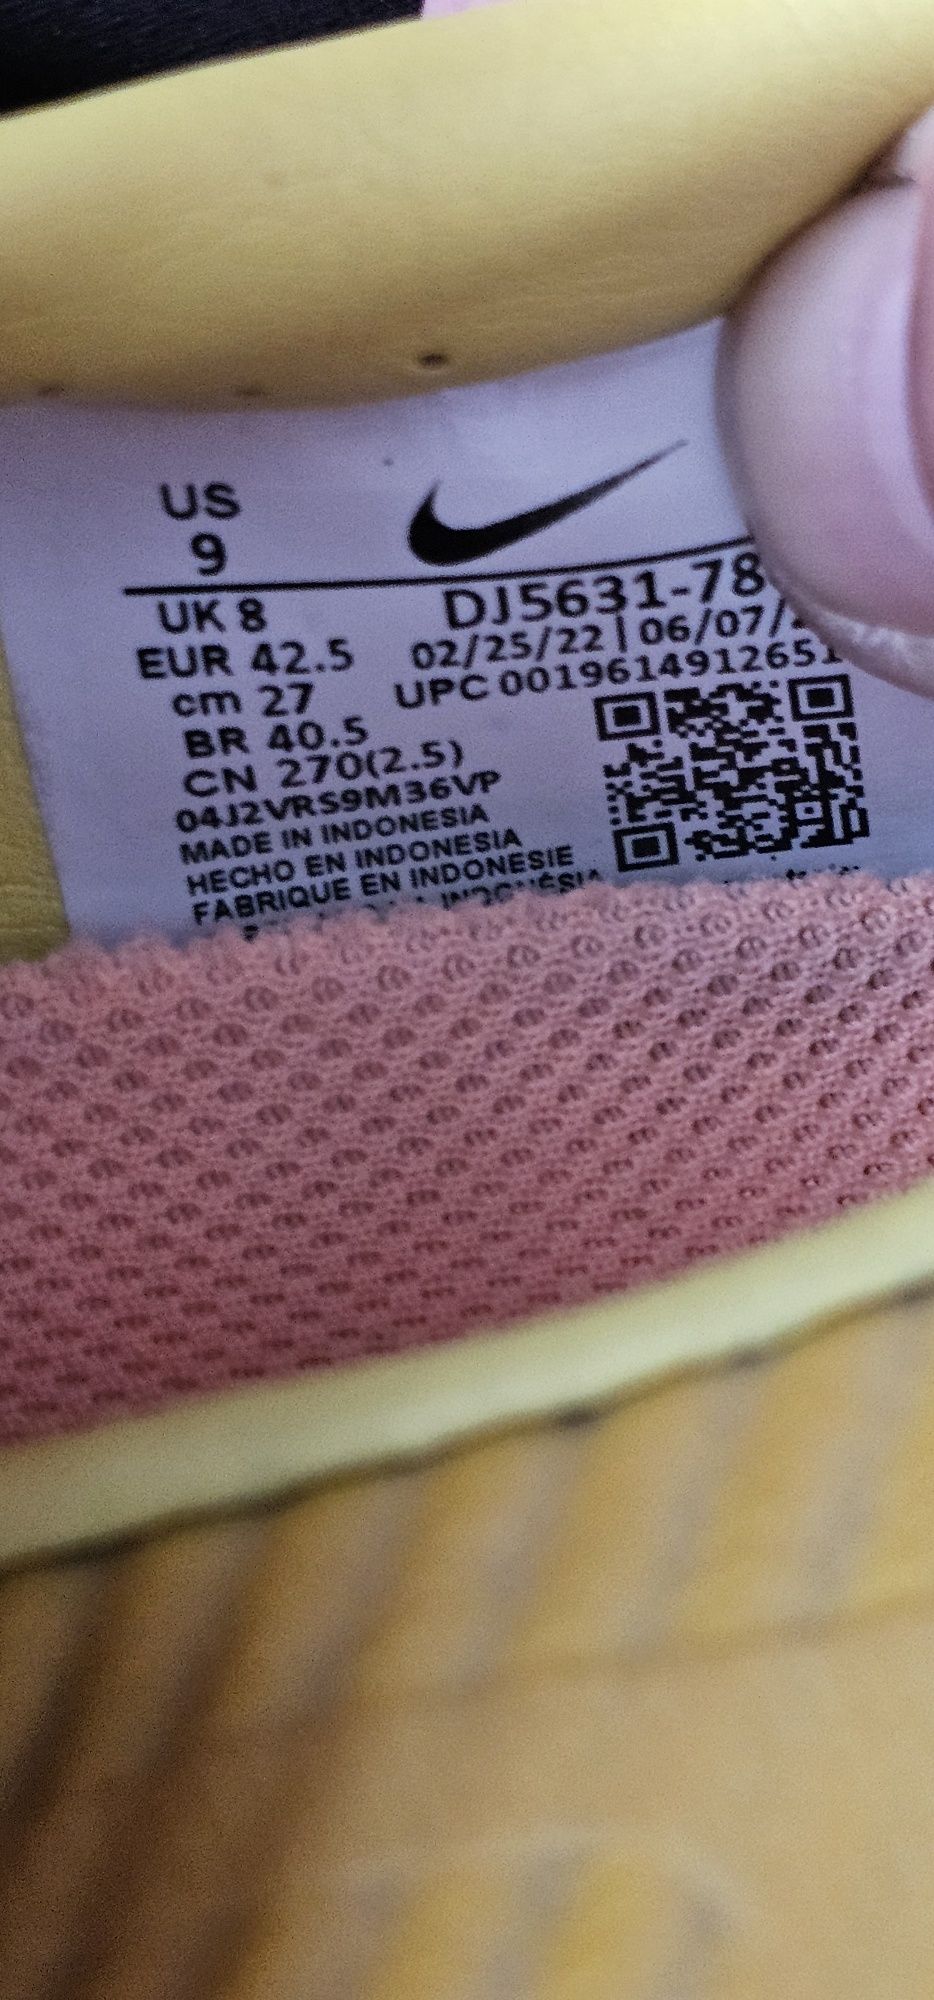 US
9
UK 8
EUR 42.5
cm 27
BR 40.5
CN 270(2.5)
04J2VRS9M36VP
MADE IN INDONESIA
HECHO EN INDONESIA
FABRIQUE EN INDONESIE
DJ5631-78
02/25/22 | 06/07/
UPC 0019614912651